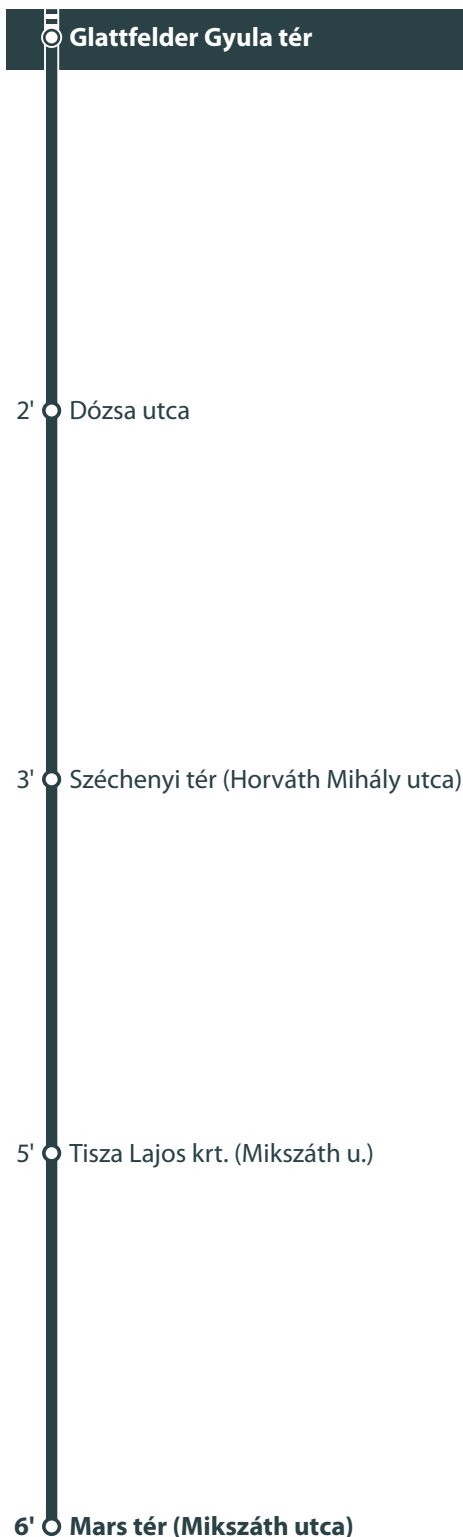 Glattfelder Gyula tér
2' Dózsa utca
3' Széchenyi tér (Horváth Mihály utca)
5' Tisza Lajos krt. (Mikszáth u.)
6' Mars tér (Mikszáth utca)